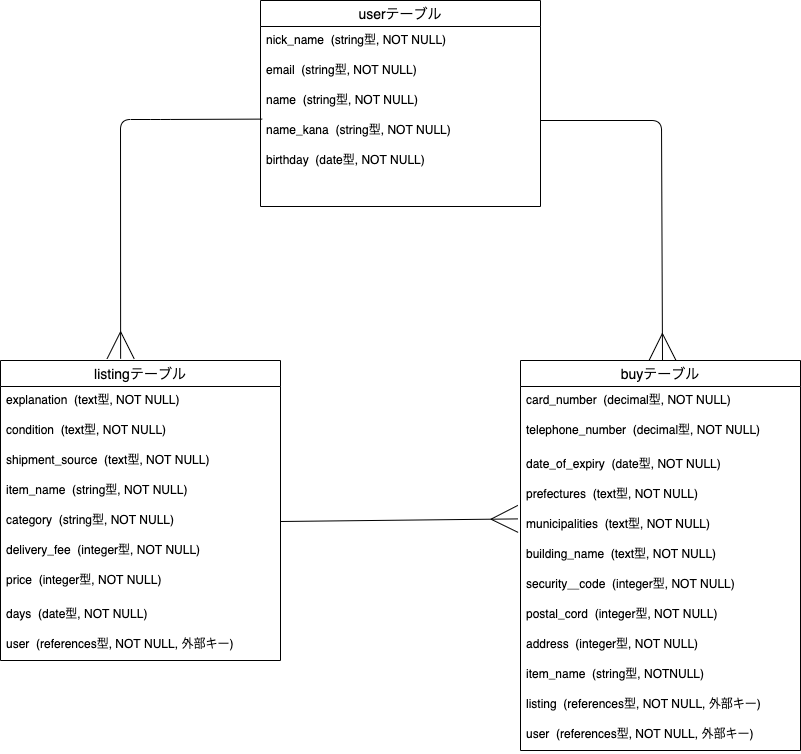 userテーブル
nick_name (string型, NOT NULL)
email (string型, NOT NULL)
name (string型, NOT NULL)
name_kana (string型, NOT NULL)
birthday (date型, NOT NULL)
listingテーブル
explanation (text型, NOT NULL)
condition (text型, NOT NULL)
shipment_source (text型, NOT NULL)
item_name (string型, NOT NULL)
category (string型, NOT NULL)
delivery_fee (integer型, NOT NULL)
price (integer型, NOT NULL)
days (date型, NOT NULL)
user (references型, NOT NULL, 外部キー)
buyテーブル
card_number (decimal型, NOT NULL)
telephone_number (decimal型, NOT NULL)
date_of_expiry (date型, NOT NULL)
prefectures (text型, NOT NULL)
municipalities (text型, NOT NULL)
building_name (text型, NOT NULL)
security__code (integer型, NOT NULL)
postal_cord (integer型, NOT NULL)
address (integer型, NOT NULL)
item_name (string型, NOTNULL)
listing (references型, NOT NULL, 外部キー)
user (references型, NOT NULL, 外部キー)